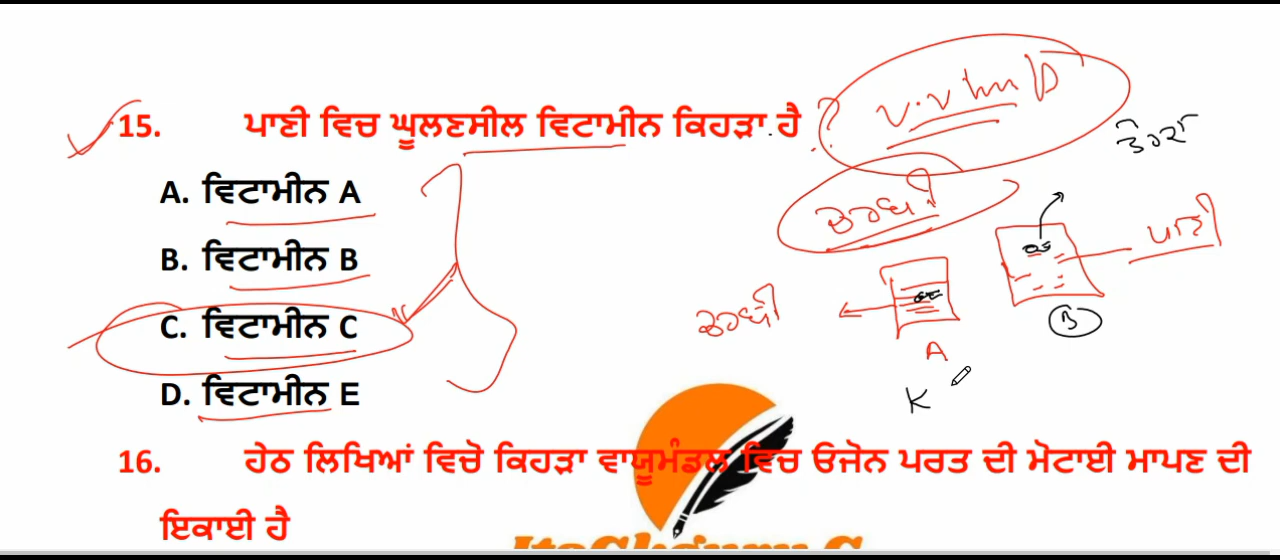 15. ਪਾਣੀ ਵਿਚ ਘੂਲਣਸੀਲ ਵਿਟਾਮੀਨ ਕਿਹੜਾ ਹੈ ?
A. ਵਿਟਾਮੀਨ A
B. ਵਿਟਾਮੀਨ B
C. ਵਿਟਾਮੀਨ C
D. ਵਿਟਾਮੀਨ E
ਪਾਣੀ
A
B
K
16. ਹੇਠ ਲਿਖਿਆਂ ਵਿਚੋ ਕਿਹੜਾ ਵਾਯੂਮੰਡਲ ਵਿਚ ਓਜੋਨ ਪਰਤ ਦੀ ਮੋਟਾਈ ਮਾਪਣ ਦੀ
ਇਕਾਈ ਹੈ